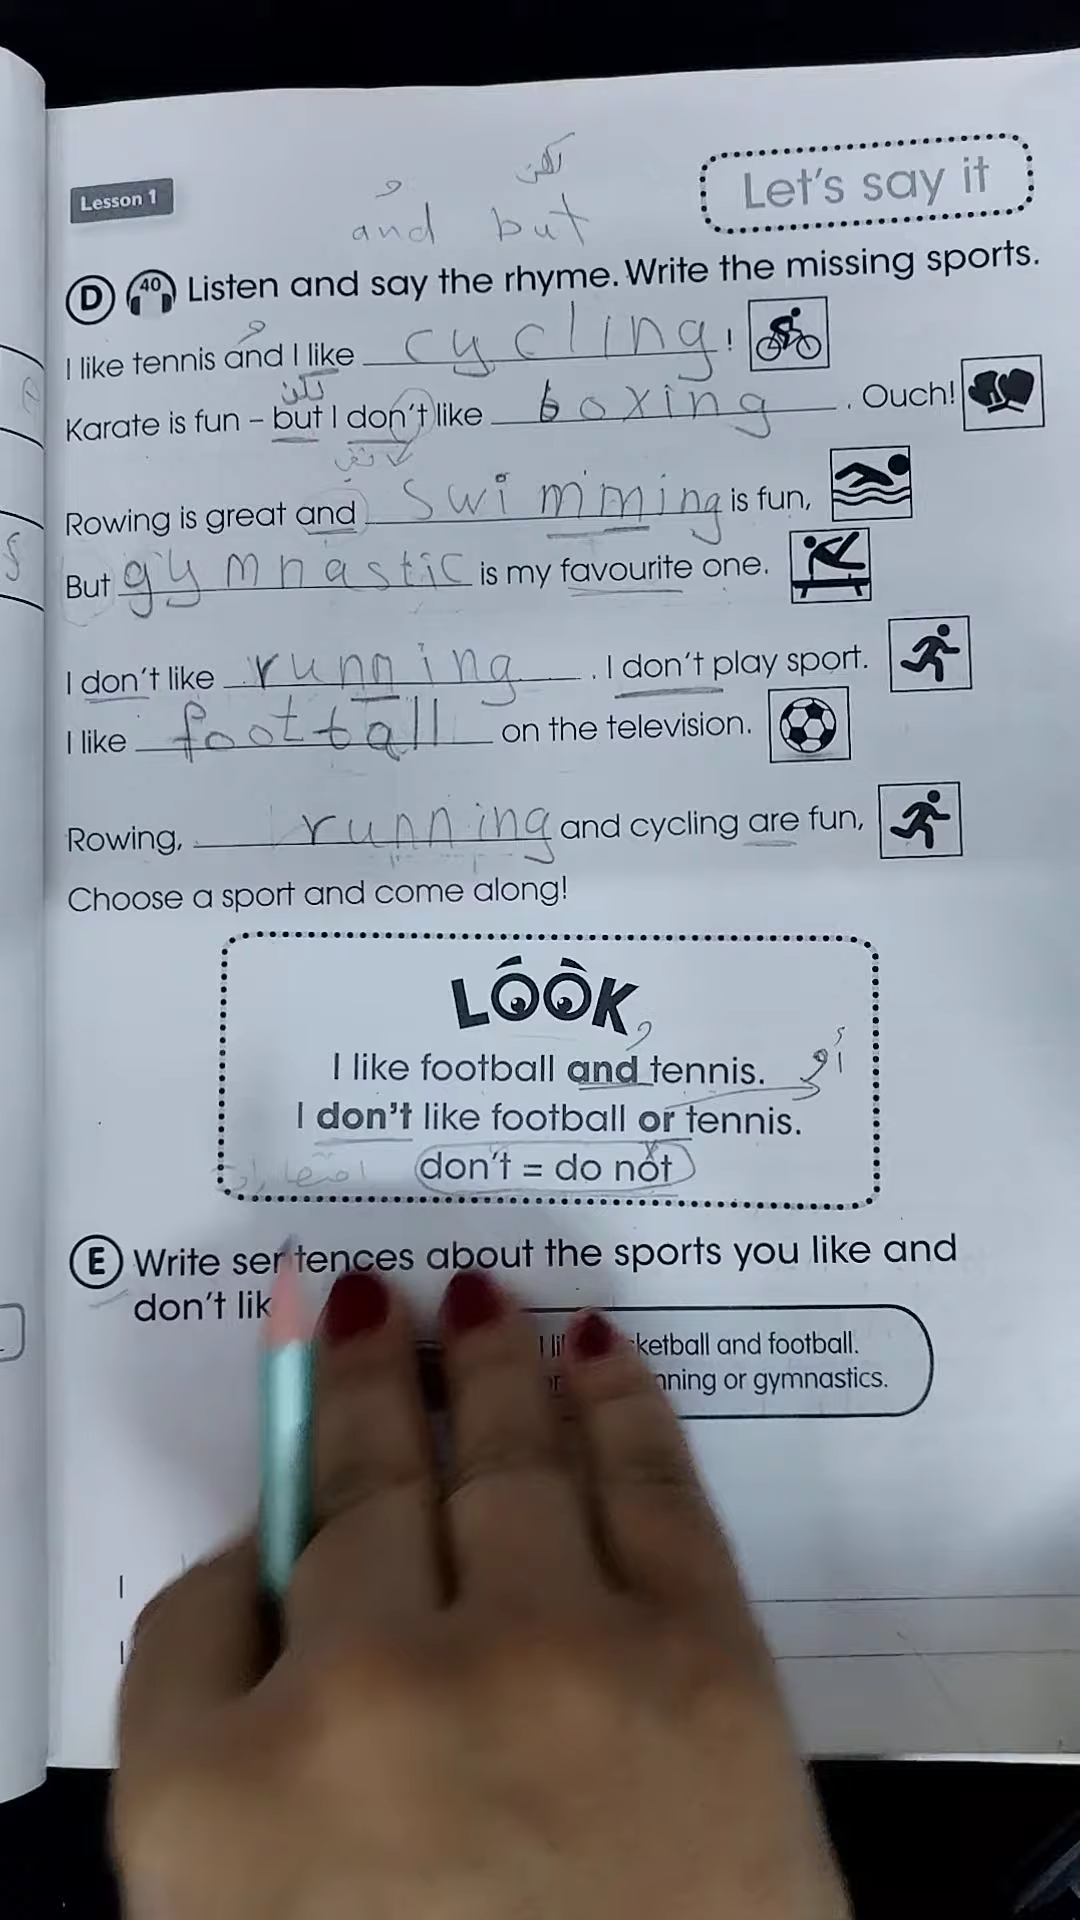 لكن
و
and but
Let's say it
Lesson 1
D 40 Listen and say the rhyme. Write the missing sports.
و
I like tennis and I like cycling!
لكن
Karate is fun – but I don't like boxing. Ouch!
Rowing is great and swimming is fun,
But gymnastic is my favourite one.
I don't like running. I don't play sport.
I like football on the television.
Rowing, running and cycling are fun,
Choose a sport and come along!
LOOK
و
I like football and tennis.
أو
I don't like football or tennis.
don't = do not
E Write sentences about the sports you like and
don't lik
ketball and football.
nning or gymnastics.
I
I